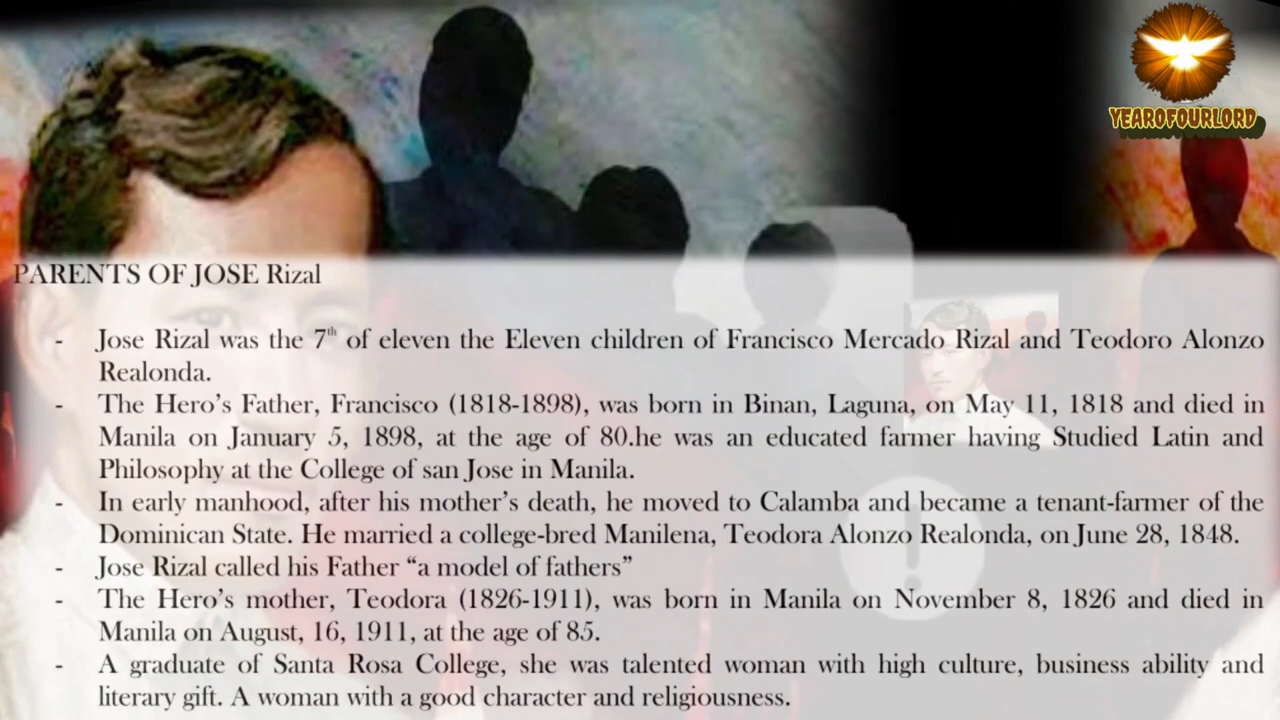 YEAROFOURLORD
PARENTS OF JOSE Rizal
- Jose Rizal was the 7th of eleven the Eleven children of Francisco Mercado Rizal and Teodoro Alonzo
Realonda.
- The Hero's Father, Francisco (1818-1898), was born in Binan, Laguna, on May 11, 1818 and died in
Manila on January 5, 1898, at the age of 80.he was an educated farmer having Studied Latin and
Philosophy at the College of san Jose in Manila.
- In early manhood, after his mother's death, he moved to Calamba and became a tenant-farmer of the
Dominican State. He married a college-bred Manilena, Teodora Alonzo Realonda, on June 28, 1848.
- Jose Rizal called his Father “a model of fathers”
- The Hero's mother, Teodora (1826-1911), was born in Manila on November 8, 1826 and died in
Manila on August, 16, 1911, at the age of 85.
- A graduate of Santa Rosa College, she was talented woman with high culture, business ability and
literary gift. A woman with a good character and religiousness.